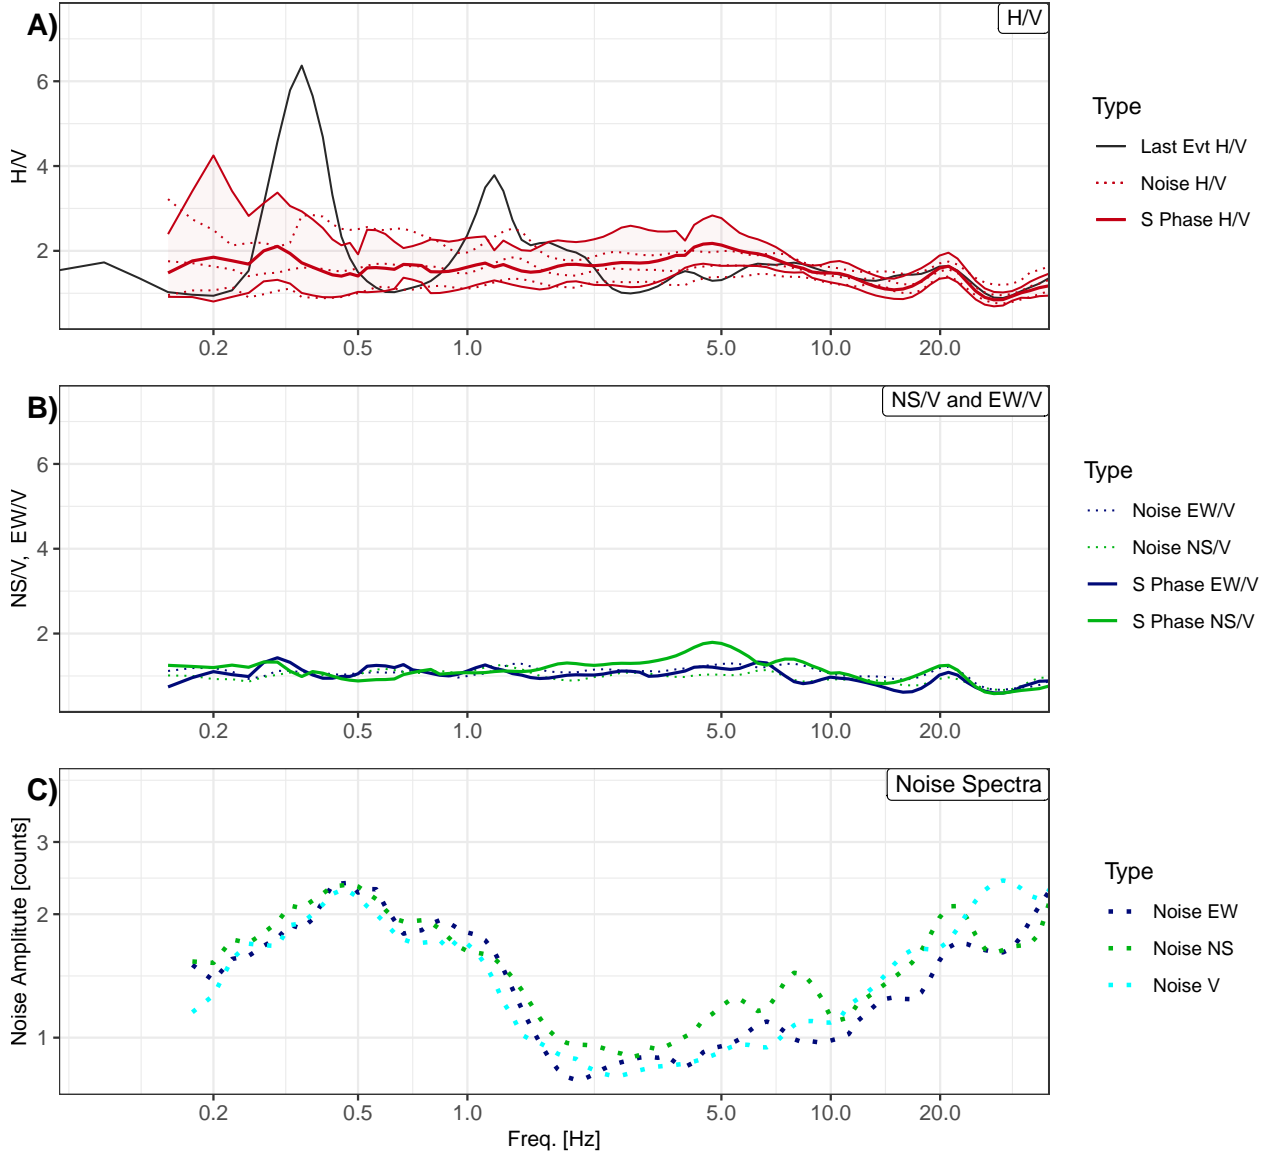 A)
H/V
6
4
2
H/V
0.2 0.5 1.0 5.0 10.0 20.0
Type
Last Evt H/V
Noise H/V
S Phase H/V
B)
NS/V and EW/V
6
4
2
NS/V, EW/V
0.2 0.5 1.0 5.0 10.0 20.0
Type
Noise EW/V
Noise NS/V
S Phase EW/V
S Phase NS/V
C)
Noise Spectra
3
2
1
Noise Amplitude [counts]
0.2 0.5 1.0 5.0 10.0 20.0
Freq. [Hz]
Type
Noise EW
Noise NS
Noise V